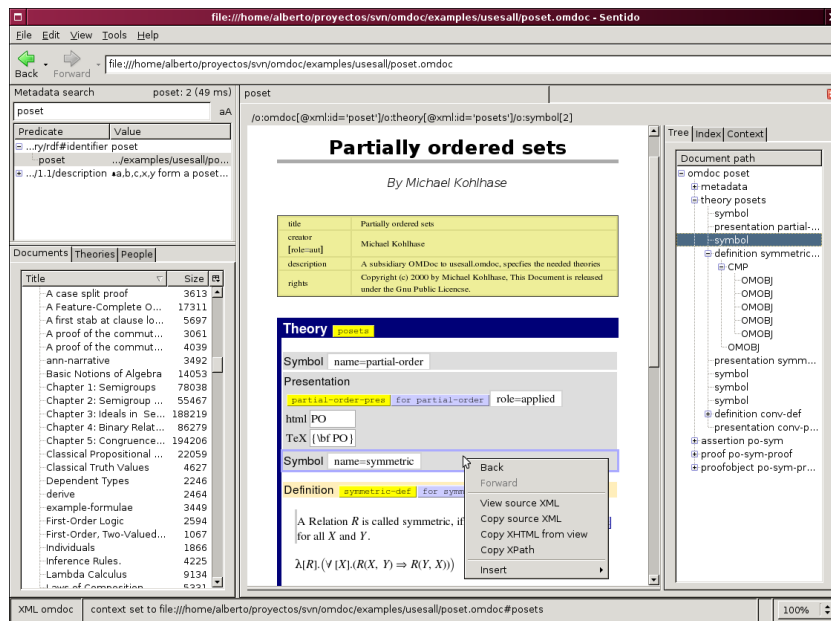 file:///home/alberto/proyectos/svn/omdoc/examples/usesall/poset.omdoc - Sentido
File Edit View Tools Help
Back Forward file:///home/alberto/proyectos/svn/omdoc/examples/usesall/poset.omdoc
Metadata search poset: 2 (49 ms)
poset aA
Predicate Value
...ry/rdf#identifier poset
poset .../examples/usesall/po...
.../1.1/description a,b,c,x,y form a poset...
Documents Theories People
Title Size
A case split proof 3613
A Feature-Complete O... 17311
A first stab at clause lo... 5697
A proof of the commut... 3061
A proof of the commut... 4039
ann-narrative 3492
Basic Notions of Algebra 14053
Chapter 1: Semigroups 78038
Chapter 2: Semigroup ... 55467
Chapter 3: Ideals in Se... 188219
Chapter 4: Binary Relat... 86279
Chapter 5: Congruence... 194206
Classical Propositional ... 22059
Classical Truth Values 4627
Dependent Types 2246
derive 2464
example-formulae 3449
First-Order Logic 2594
First-Order, Two-Valued... 1067
Individuals 1866
Inference Rules. 4225
Lambda Calculus 9134
Laws of Composition 5331
poset
/o:omdoc[@xml:id='poset']/o:theory[@xml:id='posets']/o:symbol[2]
Partially ordered sets
By Michael Kohlhase
title Partially ordered sets
creator
[role=aut] Michael Kohlhase
description A subsidiary OMDoc to usesall.omdoc, specfies the needed theories
rights Copyright (c) 2000 by Michael Kohlhase, This Document is released
under the Gnu Public Licencse.
Theory posets
Symbol name=partial-order
Presentation
partial-order-pres for partial-order role=applied
html PO
TeX {\bf PO}
Symbol name=symmetric
Definition symmetric-def for symm
A Relation R is called symmetric, if
for all X and Y.
λ[R].(∀ [X].(R(X, Y) ⇒ R(Y, X)))
Back
Forward
View source XML
Copy source XML
Copy XHTML from view
Copy XPath
Insert
Tree Index Context
Document path
omdoc poset
metadata
theory posets
symbol
presentation partial-...
symbol
definition symmetric...
CMP
OMOBJ
OMOBJ
OMOBJ
OMOBJ
OMOBJ
OMOBJ
presentation symm...
symbol
symbol
symbol
definition conv-def
presentation conv-p...
assertion po-sym
proof po-sym-proof
proofobject po-sym-pr...
XML omdoc context set to file:///home/alberto/proyectos/svn/omdoc/examples/usesall/poset.omdoc#posets 100%